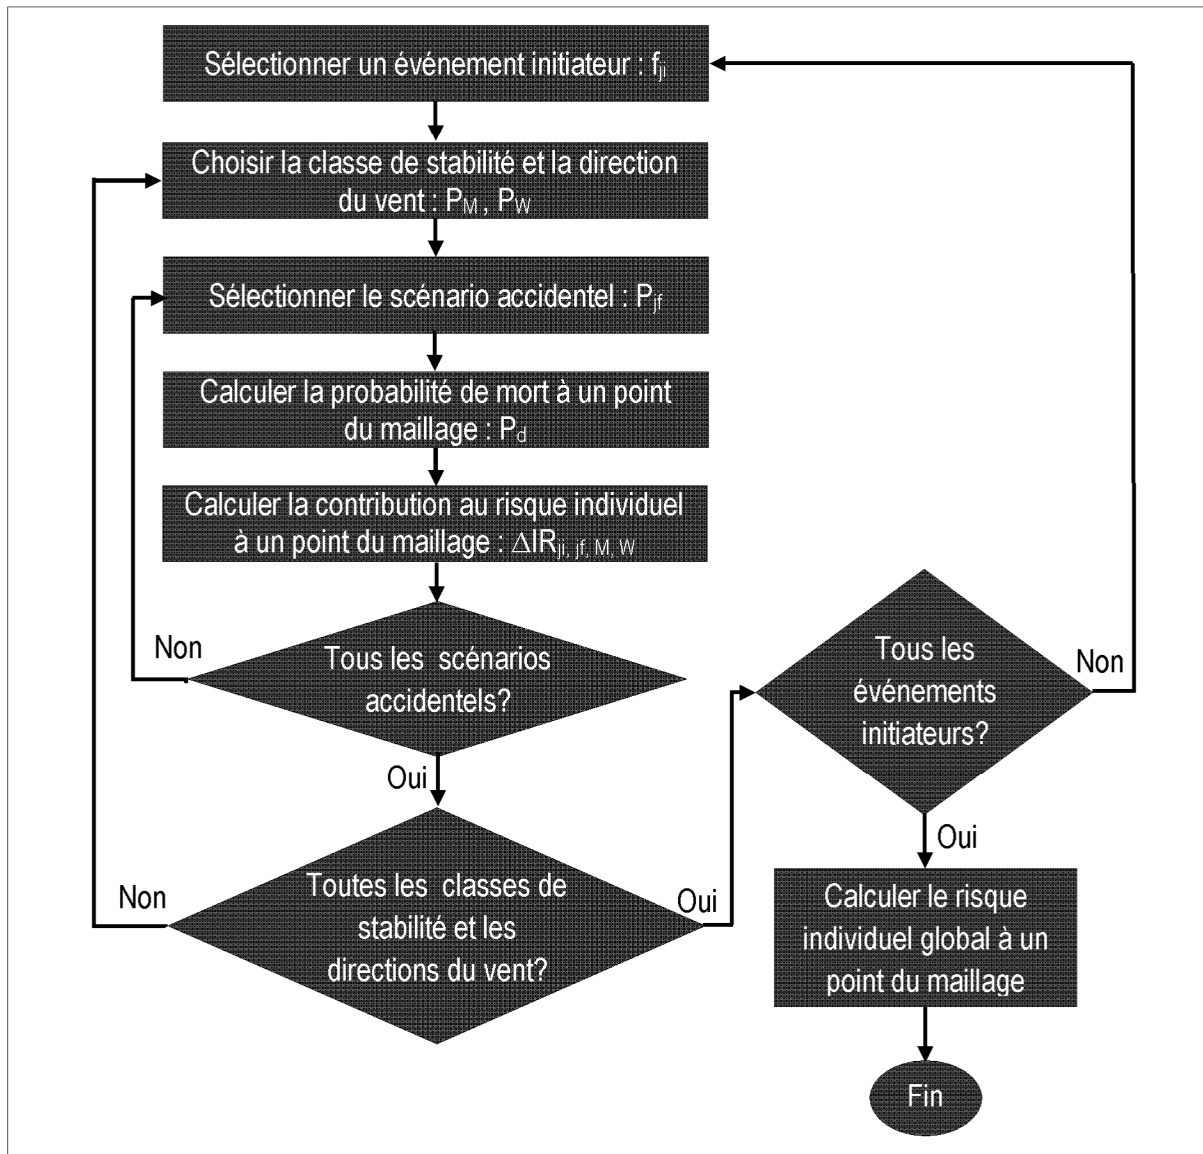 Sélectionner un événement initiateur : fji
Choisir la classe de stabilité et la direction
du vent : PM , PW
Sélectionner le scénario accidentel : Pjf
Calculer la probabilité de mort à un point
du maillage : Pd
Calculer la contribution au risque individuel
à un point du maillage : ΔIRji, jf, M, W
Non
Tous les scénarios
accidentels?
Oui
Non
Toutes les classes de
stabilité et les
directions du vent?
Oui
Tous les
événements
initiateurs?
Non
Oui
Calculer le risque
individuel global à un
point du maillage
Fin